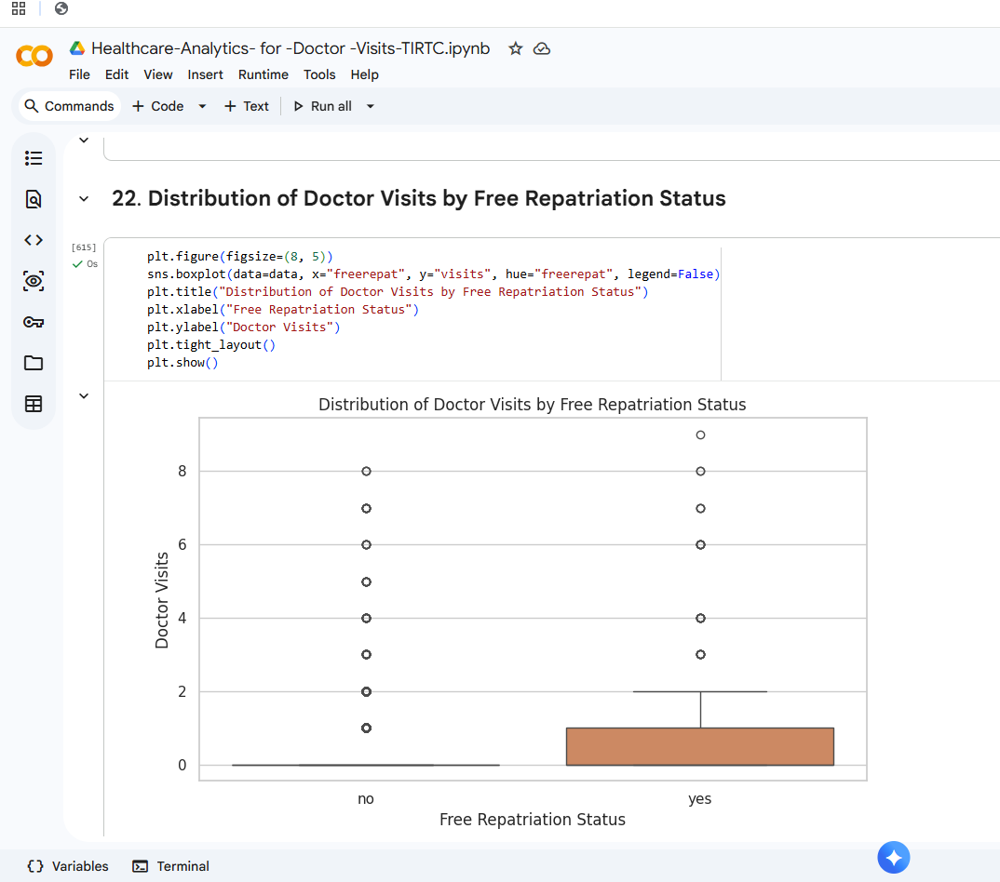 Healthcare-Analytics- for -Doctor -Visits-TIRTC.ipynb
File Edit View Insert Runtime Tools Help
Commands + Code + Text Run all
22. Distribution of Doctor Visits by Free Repatriation Status
[615]
0s
plt.figure(figsize=(8, 5))
sns.boxplot(data=data, x="freerepat", y="visits", hue="freerepat", legend=False)
plt.title("Distribution of Doctor Visits by Free Repatriation Status")
plt.xlabel("Free Repatriation Status")
plt.ylabel("Doctor Visits")
plt.tight_layout()
plt.show()
Distribution of Doctor Visits by Free Repatriation Status
8
6
4
2
0
Doctor Visits
no yes
Free Repatriation Status
Variables Terminal